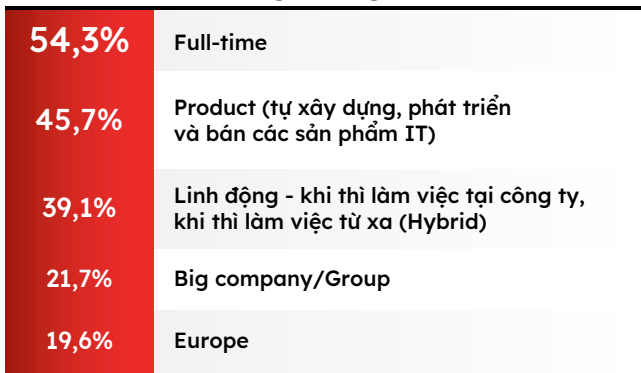 54,3% Full-time
45,7% Product (tự xây dựng, phát triển
và bán các sản phẩm IT)
39,1% Linh động - khi thì làm việc tại công ty,
khi thì làm việc từ xa (Hybrid)
21,7% Big company/Group
19,6% Europe